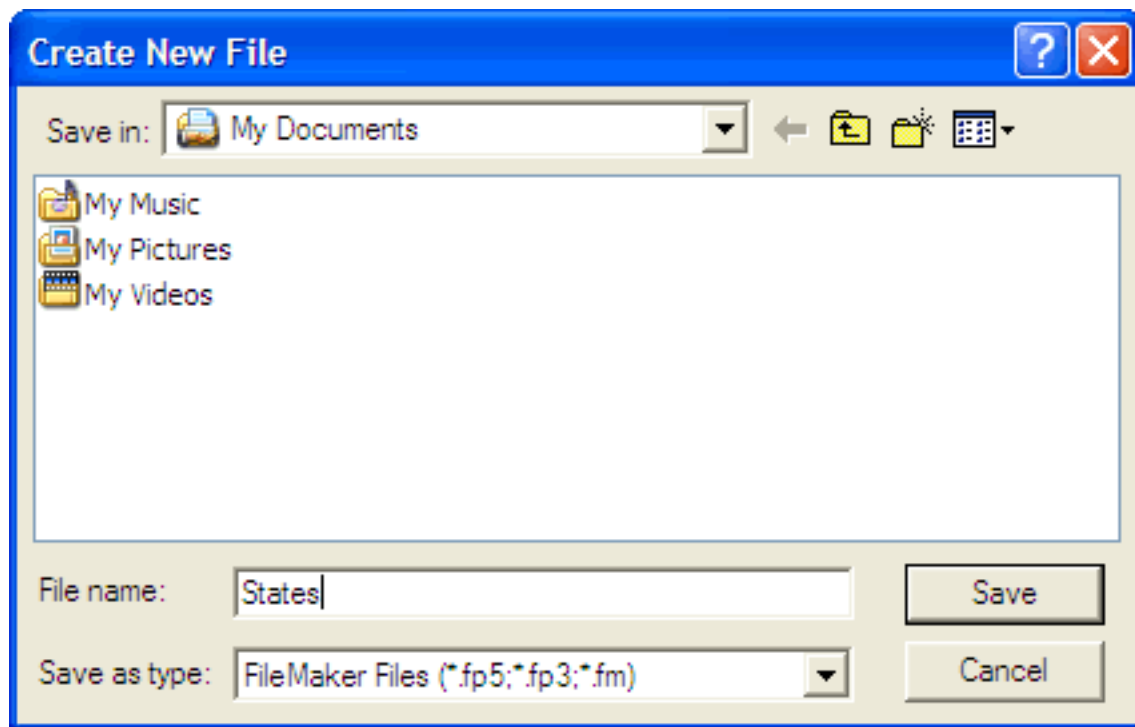 Create New File
Save in: My Documents
My Music
My Pictures
My Videos
File name: States Save
Save as type: FileMaker Files (*.fp5;*.fp3;*.fm) Cancel